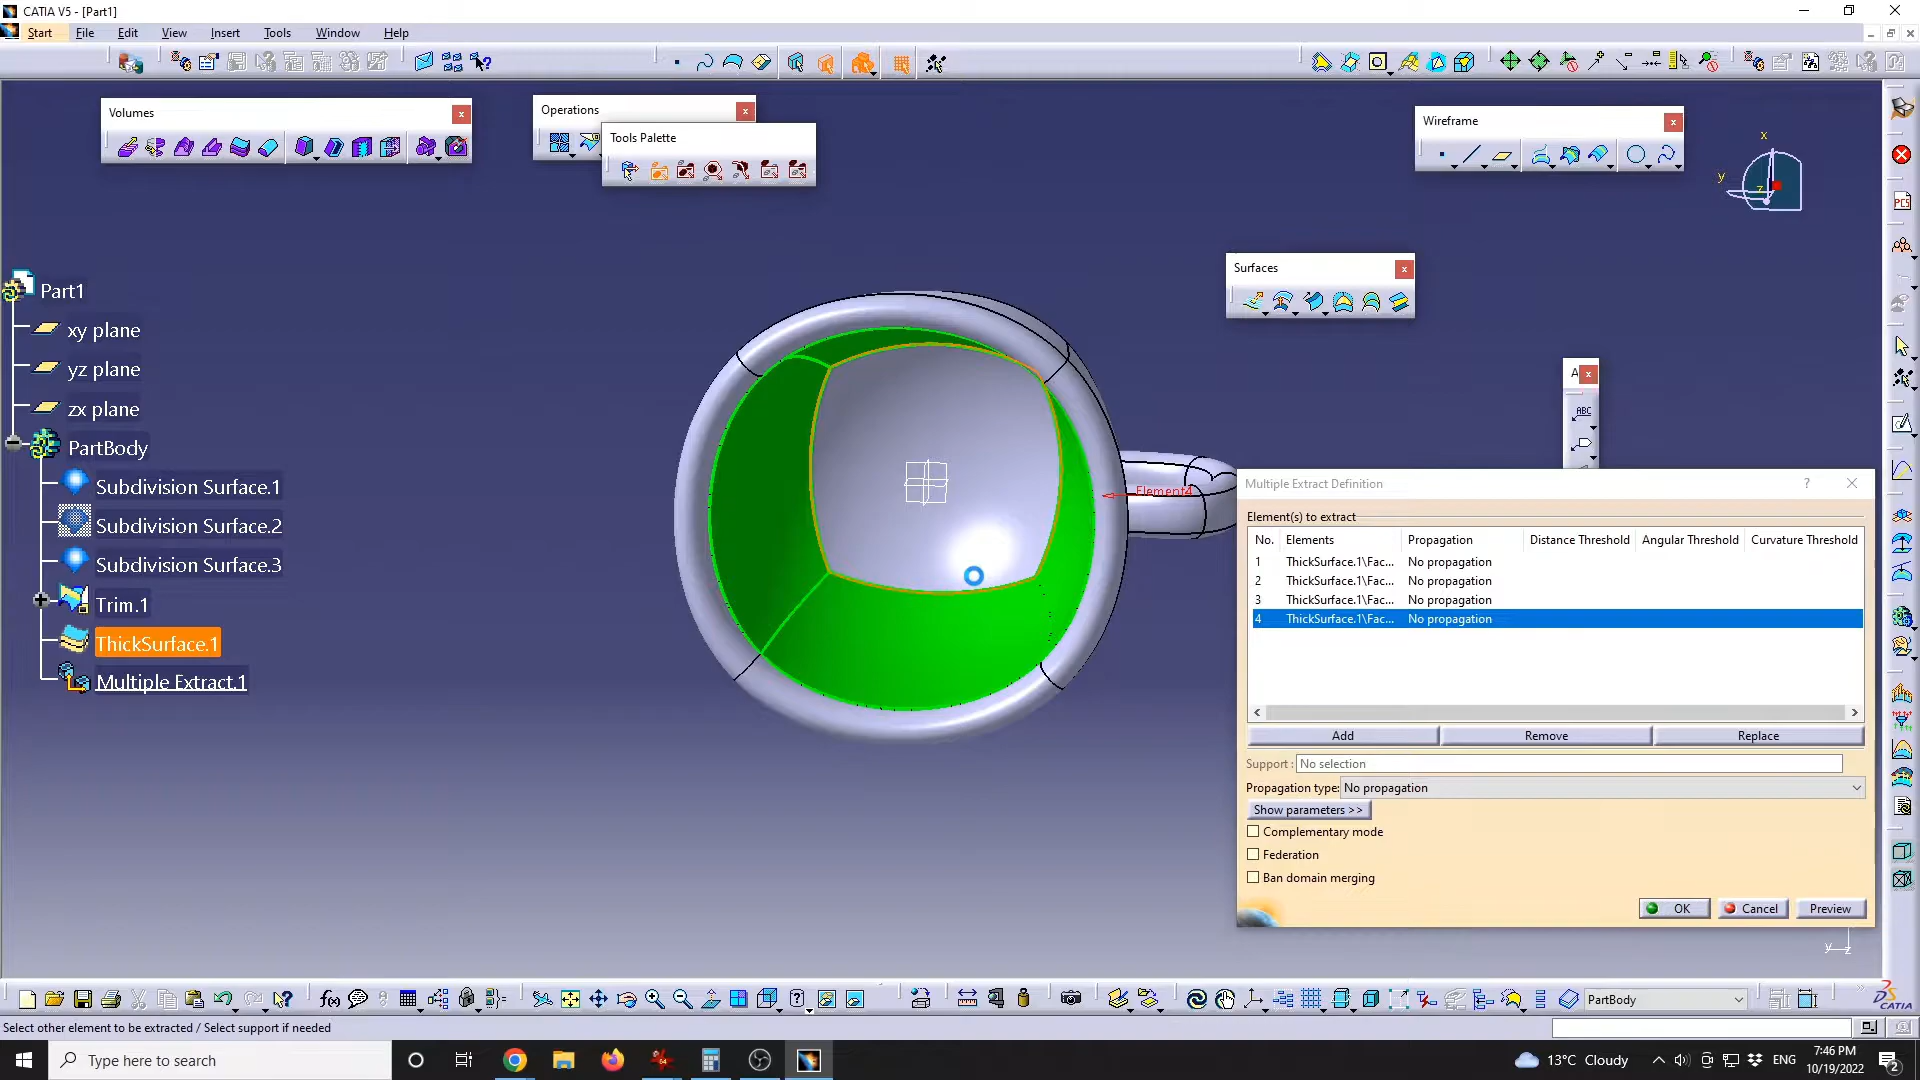 CATIA V5 - [Part1]
Start File Edit View Insert Tools Window Help
Volumes
Operations
Tools Palette
Wireframe
Surfaces
A
ABC
x
y
z
PCS
Part1
xy plane
yz plane
zx plane
PartBody
Subdivision Surface.1
Subdivision Surface.2
Subdivision Surface.3
Trim.1
ThickSurface.1
Multiple Extract.1
Element4
Multiple Extract Definition
Element(s) to extract
No. Elements Propagation Distance Threshold Angular Threshold Curvature Threshold
1 ThickSurface.1\Fac... No propagation
2 ThickSurface.1\Fac... No propagation
3 ThickSurface.1\Fac... No propagation
4 ThickSurface.1\Fac... No propagation
Add Remove Replace
Support : No selection
Propagation type: No propagation
Show parameters >>
Complementary mode
Federation
Ban domain merging
OK Cancel Preview
y z
f(x)
PartBody
CATIA
Select other element to be extracted / Select support if needed
Type here to search
13°C Cloudy
ENG
7:46 PM
10/19/2022
2